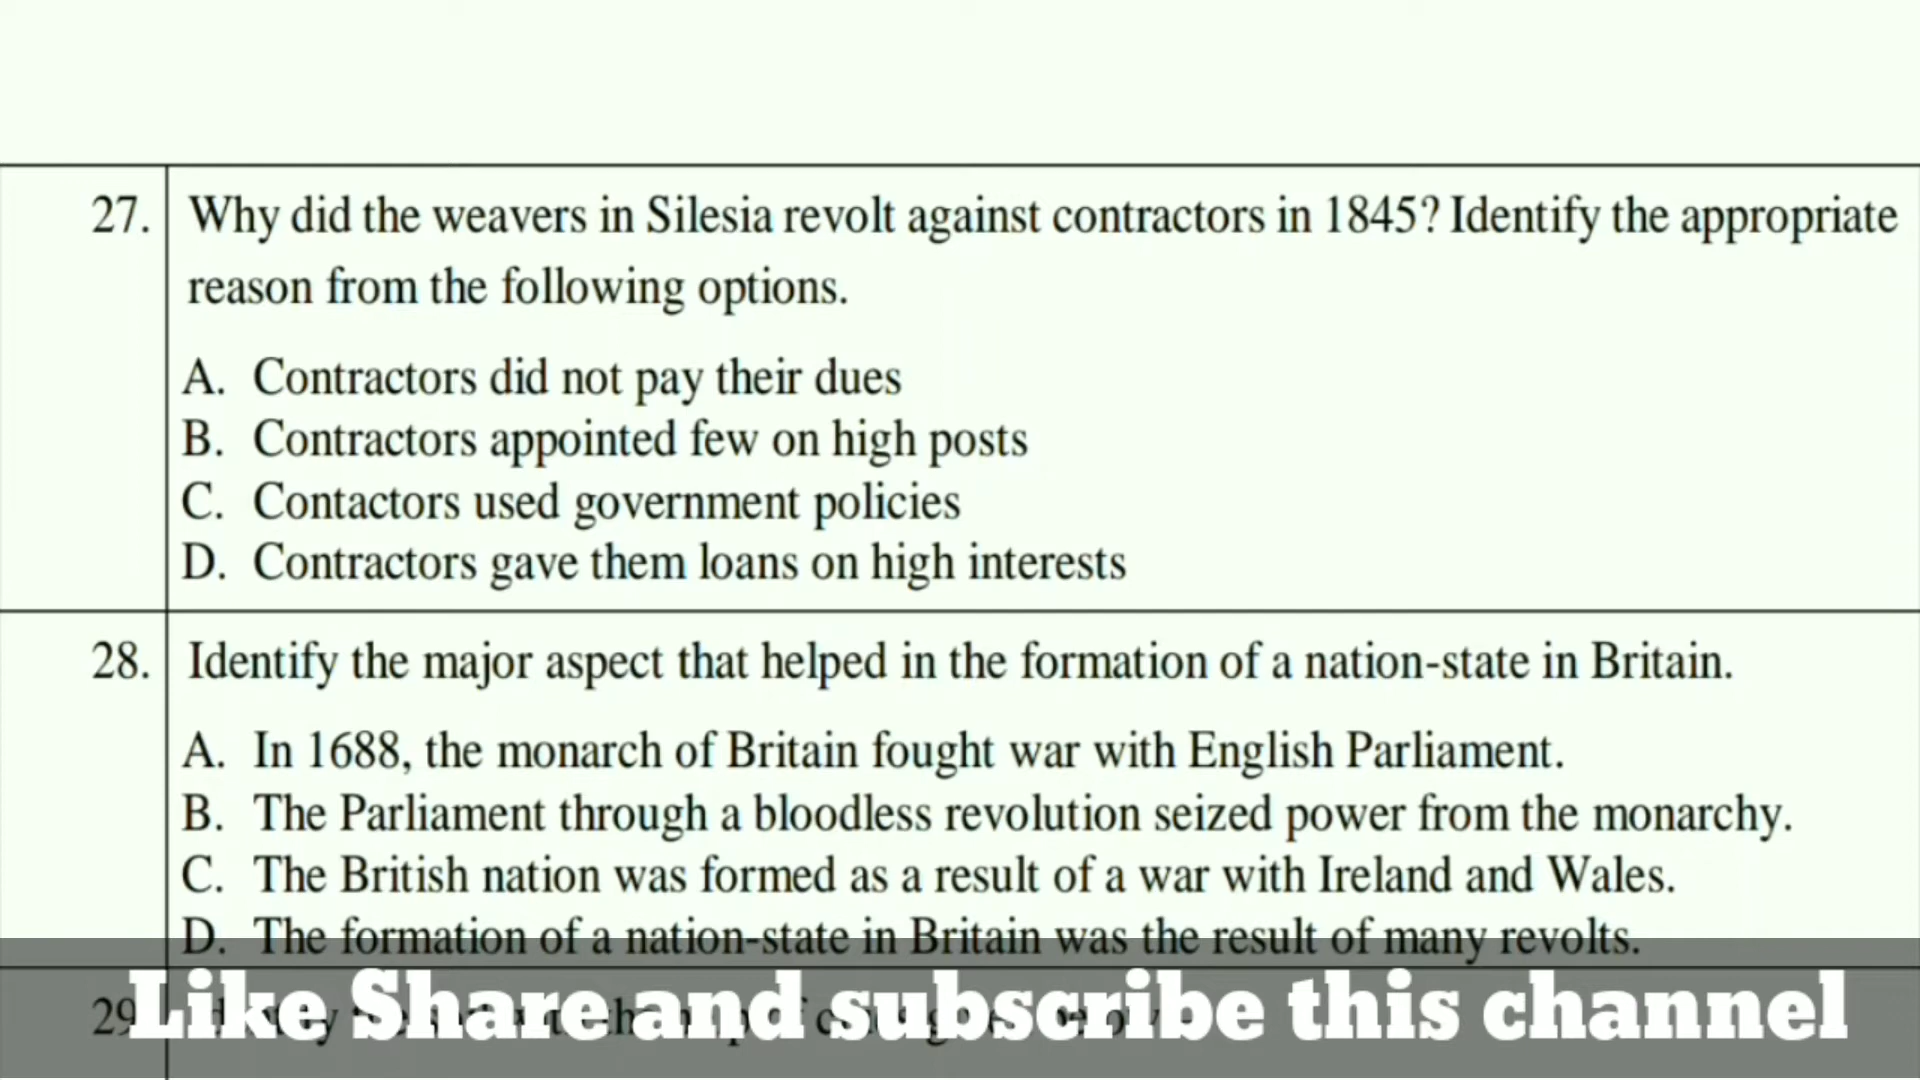 27. Why did the weavers in Silesia revolt against contractors in 1845? Identify the appropriate
reason from the following options.
A. Contractors did not pay their dues
B. Contractors appointed few on high posts
C. Contactors used government policies
D. Contractors gave them loans on high interests
28. Identify the major aspect that helped in the formation of a nation-state in Britain.
A. In 1688, the monarch of Britain fought war with English Parliament.
B. The Parliament through a bloodless revolution seized power from the monarchy.
C. The British nation was formed as a result of a war with Ireland and Wales.
D. The formation of a nation-state in Britain was the result of many revolts.
29
Like Share and subscribe this channel